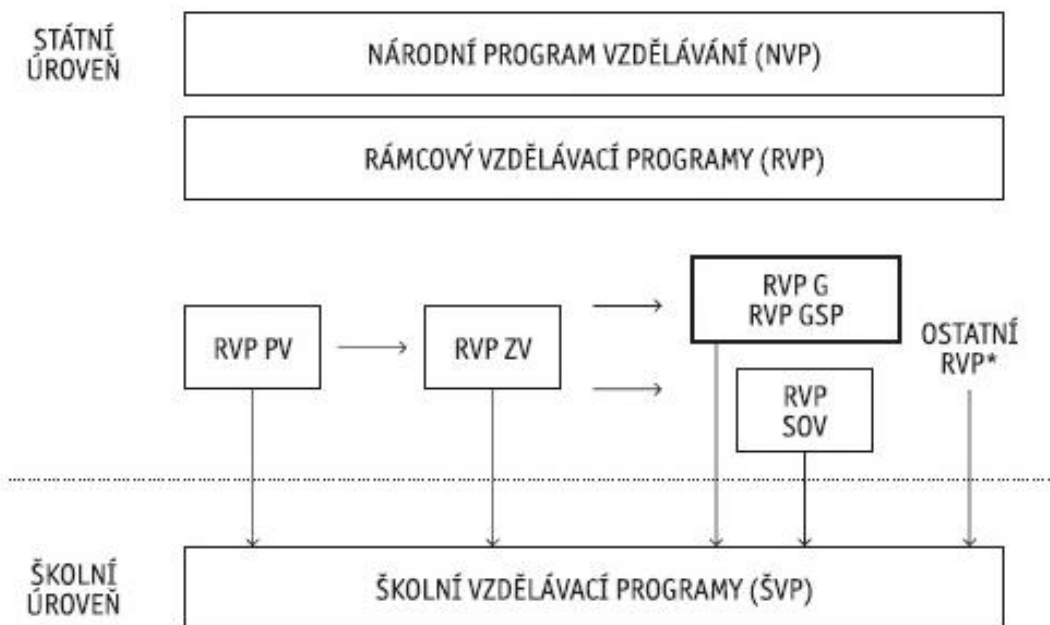 STÁTNÍ
ÚROVEŇ
NÁRODNÍ PROGRAM VZDĚLÁVÁNÍ (NVP)
RÁMCOVÝ VZDĚLÁVACÍ PROGRAMY (RVP)
RVP PV
RVP ZV
RVP G
RVP GSP
RVP
SOV
OSTATNÍ
RVP*
ŠKOLNÍ
ÚROVEŇ
ŠKOLNÍ VZDĚLÁVACÍ PROGRAMY (ŠVP)